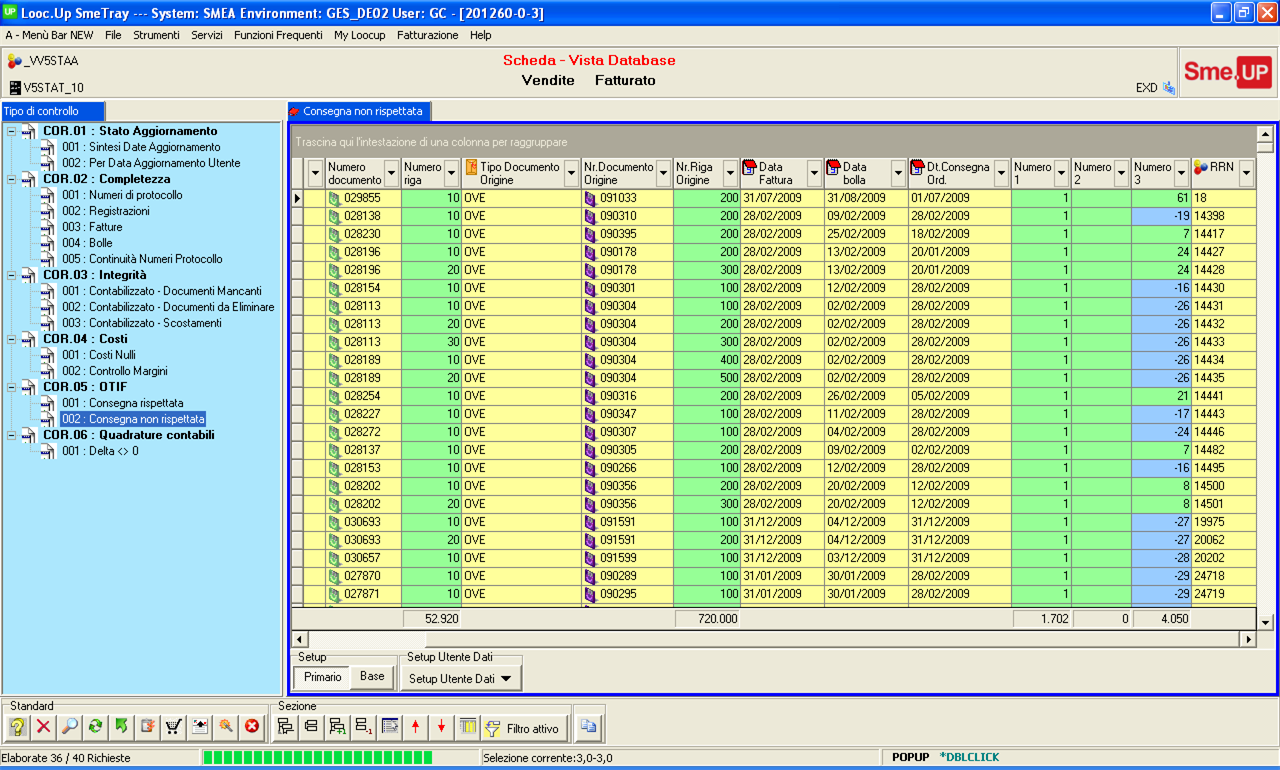 UP Looc.Up SmeTray --- System: SMEA Environment: GES_DE02 User: GC - [201260-0-3]
A - Menù Bar NEW File Strumenti Servizi Funzioni Frequenti My Loocup Fatturazione Help
_VV5STAA
Scheda - Vista Database
Vendite Fatturato
V5STAT_10
EXD
Sme.UP
Tipo di controllo
COR.01 : Stato Aggiornamento
001 : Sintesi Date Aggiornamento
002 : Per Data Aggiornamento Utente
COR.02 : Completezza
001 : Numeri di protocollo
002 : Registrazioni
003 : Fatture
004 : Bolle
005 : Continuità Numeri Protocollo
COR.03 : Integrità
001 : Contabilizzato - Documenti Mancanti
002 : Contabilizzato - Documenti da Eliminare
003 : Contabilizzato - Scostamenti
COR.04 : Costi
001 : Costi Nulli
002 : Controllo Margini
COR.05 : OTIF
001 : Consegna rispettata
002 : Consegna non rispettata
COR.06 : Quadrature contabili
001 : Delta <> 0
Consegna non rispettata
Trascina qui l'intestazione di una colonna per raggruppare
Numero documento Numero riga Tipo Documento Origine Nr.Documento Origine Nr.Riga Origine Data Fattura Data bolla Dt.Consegna Ord. Numero 1 Numero 2 Numero 3 RRN
029855 10 OVE 091033 200 31/07/2009 31/08/2009 01/07/2009 1 61 18
028138 10 OVE 090310 200 28/02/2009 09/02/2009 28/02/2009 1 -19 14398
028230 10 OVE 090395 200 28/02/2009 25/02/2009 18/02/2009 1 7 14417
028196 10 OVE 090178 200 28/02/2009 13/02/2009 20/01/2009 1 24 14427
028196 20 OVE 090178 300 28/02/2009 13/02/2009 20/01/2009 1 24 14428
028154 10 OVE 090301 100 28/02/2009 12/02/2009 28/02/2009 1 -16 14430
028113 10 OVE 090304 100 28/02/2009 02/02/2009 28/02/2009 1 -26 14431
028113 20 OVE 090304 200 28/02/2009 02/02/2009 28/02/2009 1 -26 14432
028113 30 OVE 090304 300 28/02/2009 02/02/2009 28/02/2009 1 -26 14433
028189 10 OVE 090304 400 28/02/2009 02/02/2009 28/02/2009 1 -26 14434
028189 20 OVE 090304 500 28/02/2009 02/02/2009 28/02/2009 1 -26 14435
028254 10 OVE 090316 200 28/02/2009 26/02/2009 05/02/2009 1 21 14441
028227 10 OVE 090347 100 28/02/2009 11/02/2009 28/02/2009 1 -17 14443
028272 10 OVE 090307 100 28/02/2009 04/02/2009 28/02/2009 1 -24 14446
028137 10 OVE 090305 200 28/02/2009 09/02/2009 02/02/2009 1 7 14482
028153 10 OVE 090266 100 28/02/2009 12/02/2009 28/02/2009 1 -16 14495
028202 10 OVE 090356 200 28/02/2009 20/02/2009 12/02/2009 1 8 14500
028202 20 OVE 090356 300 28/02/2009 20/02/2009 12/02/2009 1 8 14501
030693 10 OVE 091591 100 31/12/2009 04/12/2009 31/12/2009 1 -27 19975
030693 20 OVE 091591 200 31/12/2009 04/12/2009 31/12/2009 1 -27 20062
030657 10 OVE 091599 100 31/12/2009 03/12/2009 31/12/2009 1 -28 20202
027870 10 OVE 090289 100 31/01/2009 30/01/2009 28/02/2009 1 -29 24718
027871 10 OVE 090295 100 31/01/2009 30/01/2009 28/02/2009 1 -29 24719
52.920 720.000 1.702 0 4.050
Setup
Primario Base
Setup Utente Dati
Setup Utente Dati
Standard
Sezione
Filtro attivo
Elaborate 36 / 40 Richieste
Selezione corrente:3,0-3,0
POPUP *DBLCLICK